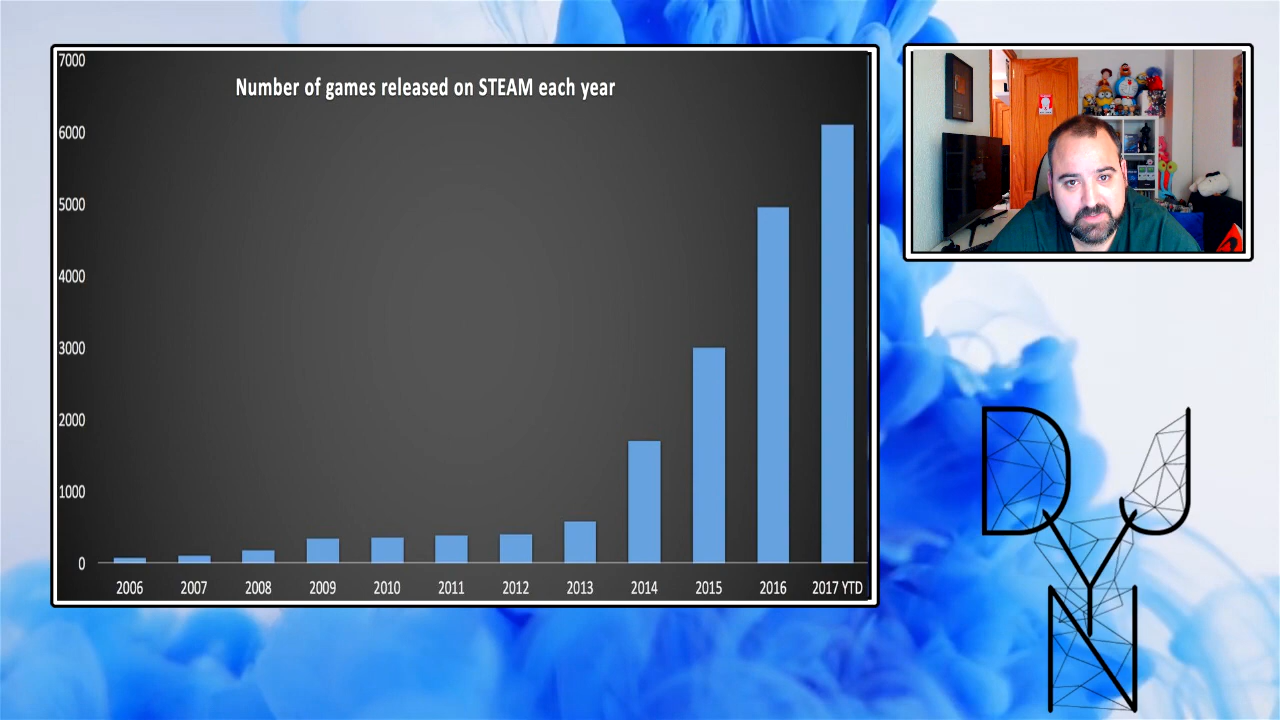 7000
Number of games released on STEAM each year
6000
5000
4000
3000
2000
1000
0
2006 2007 2008 2009 2010 2011 2012 2013 2014 2015 2016 2017 YTD
D J
Y
N